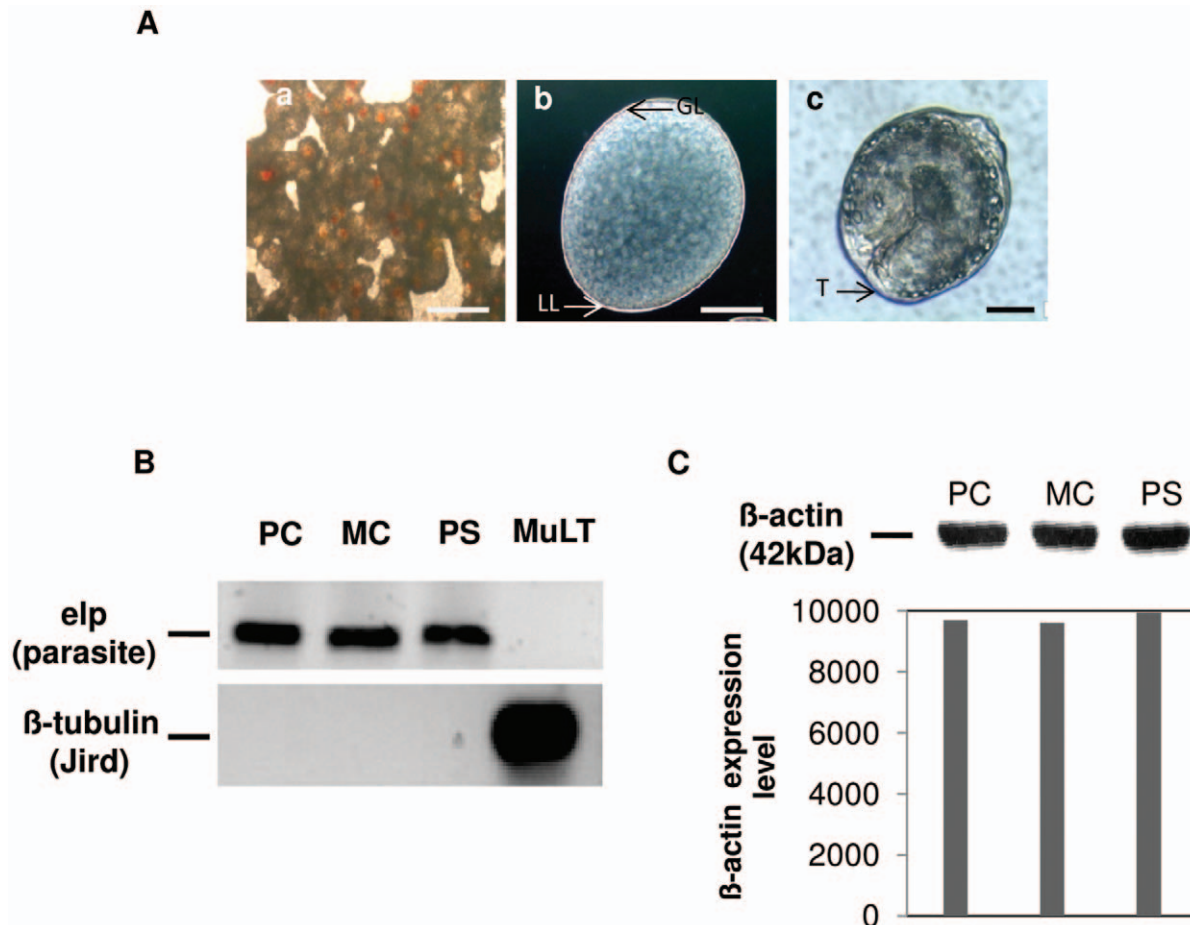 A
a
b
GL
LL
c
T
B
PC MC PS MuLT
elp
(parasite)
ß-tubulin
(Jird)
C
PC MC PS
ß-actin
(42kDa)
10000
8000
6000
4000
2000
0
ß-actin expression
level